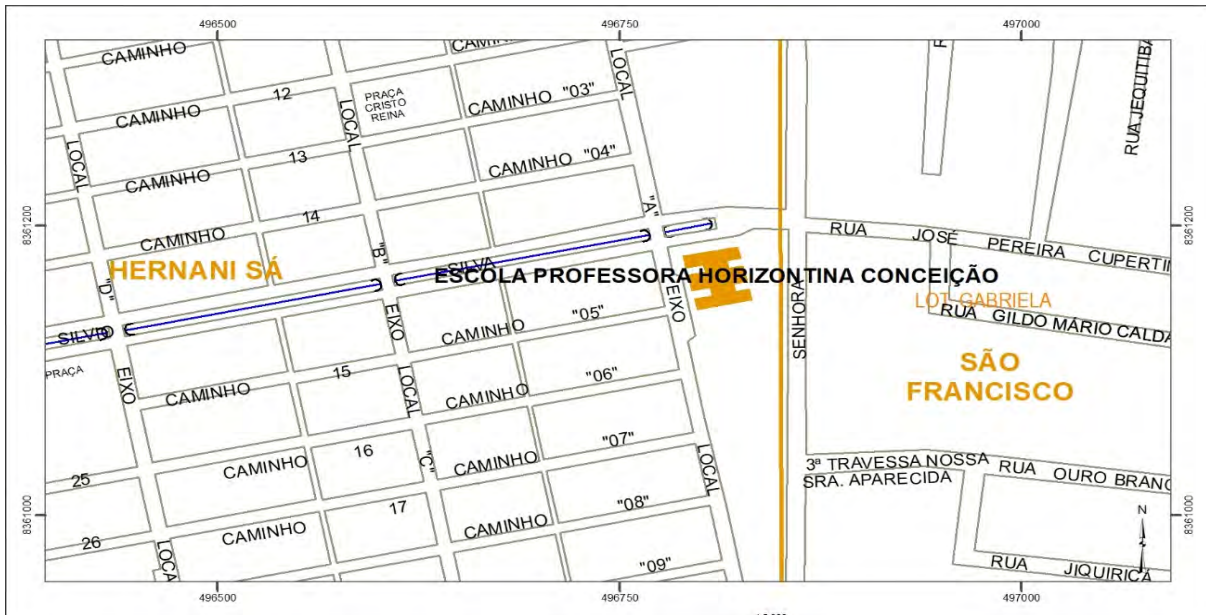 496500
496750
497000
CAMINHO
CAMINHO
LOCAL
RUA JEQUITIBA
12
PRAÇA
CRISTO
REINA
CAMINHO "03"
CAMINHO
LOCAL
LOCAL
13
CAMINHO "04"
CAMINHO
14
"A"
8361200
8361200
CAMINHO
"B"
RUA JOSÉ PEREIRA CUPERTI
HERNANI SÁ
SILVA
ESCOLA PROFESSORA HORIZONTINA CONCEIÇÃO
"D"
EIXO
SENHORA
LOT. GABRIELA
RUA GILDO MÁRIO CALDA
EIXO
"05"
SILVIO
CAMINHO
PRAÇA
EIXO
15
SÃO
FRANCISCO
"06"
CAMINHO
LOCAL
CAMINHO
16
"07"
CAMINHO
"C"
CAMINHO
LOCAL
3ª TRAVESSA NOSSA
SRA. APARECIDA
RUA OURO BRANC
25
17
"08"
CAMINHO
CAMINHO
8361000
8361000
N
26
LOCA
"09"
RUA JIQUIRIÇÁ
496500
496750
497000